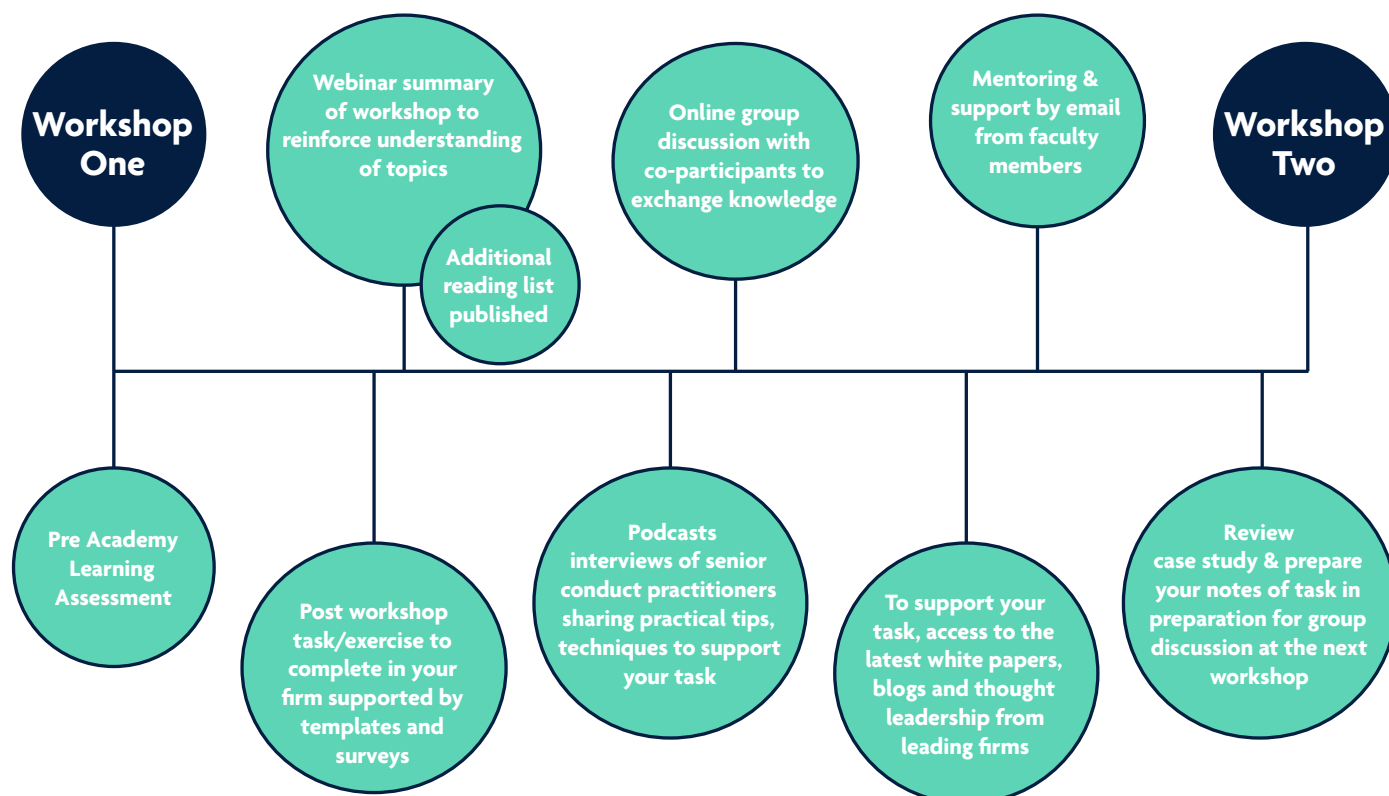 Workshop
One
Webinar summary
of workshop to
reinforce understanding
of topics
Additional
reading list
published
Online group
discussion with
co-participants to
exchange knowledge
Mentoring &
support by email
from faculty
members
Workshop
Two
Pre Academy
Learning
Assessment
Post workshop
task/exercise to
complete in your
firm supported by
templates and
surveys
Podcasts
interviews of senior
conduct practitioners
sharing practical tips,
techniques to support
your task
To support your
task, access to the
latest white papers,
blogs and thought
leadership from
leading firms
Review
case study & prepare
your notes of task in
preparation for group
discussion at the next
workshop